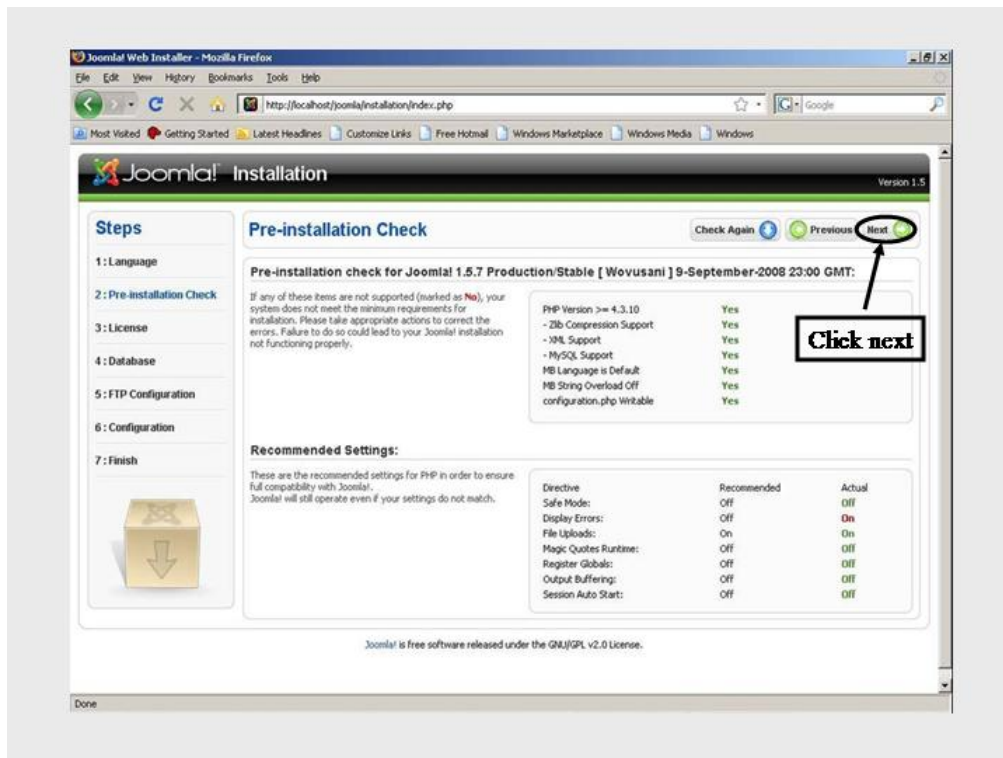 Joomla! Web Installer - Mozilla Firefox
File Edit View History Bookmarks Tools Help
http://localhost/joomla/installation/index.php
G Google
Most Visited Getting Started Latest Headlines Customize Links Free Hotmail Windows Marketplace Windows Media Windows
Joomla! Installation
Version 1.5
Steps
1 : Language
2 : Pre-installation Check
3 : License
4 : Database
5 : FTP Configuration
6 : Configuration
7 : Finish
Pre-installation Check
Check Again Previous Next
Pre-installation check for Joomla! 1.5.7 Production/Stable [ Wovusani ] 9-September-2008 23:00 GMT:
If any of these items are not supported (marked as No), your
system does not meet the minimum requirements for
installation. Please take appropriate actions to correct the
errors. Failure to do so could lead to your Joomla! installation
not functioning properly.
PHP Version >= 4.3.10 Yes
- Zlib Compression Support Yes
- XML Support Yes
- MySQL Support Yes
MB Language is Default Yes
MB String Overload Off Yes
configuration.php Writable Yes
Click next
Recommended Settings:
These are the recommended settings for PHP in order to ensure
full compatibility with Joomla!.
Joomla! will still operate even if your settings do not match.
Directive Recommended Actual
Safe Mode: Off Off
Display Errors: Off On
File Uploads: On On
Magic Quotes Runtime: Off Off
Register Globals: Off Off
Output Buffering: Off Off
Session Auto Start: Off Off
Joomla! is free software released under the GNU/GPL v2.0 License.
Done